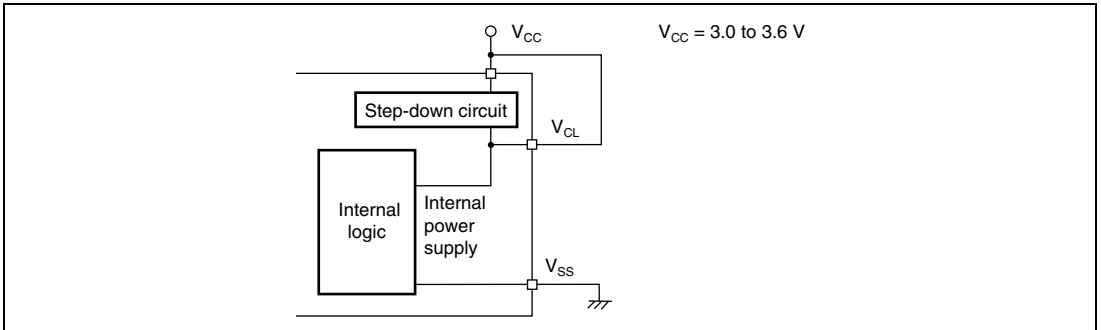 V_CC
V_CC = 3.0 to 3.6 V
Step-down circuit
V_CL
Internal
logic
Internal
power
supply
V_SS